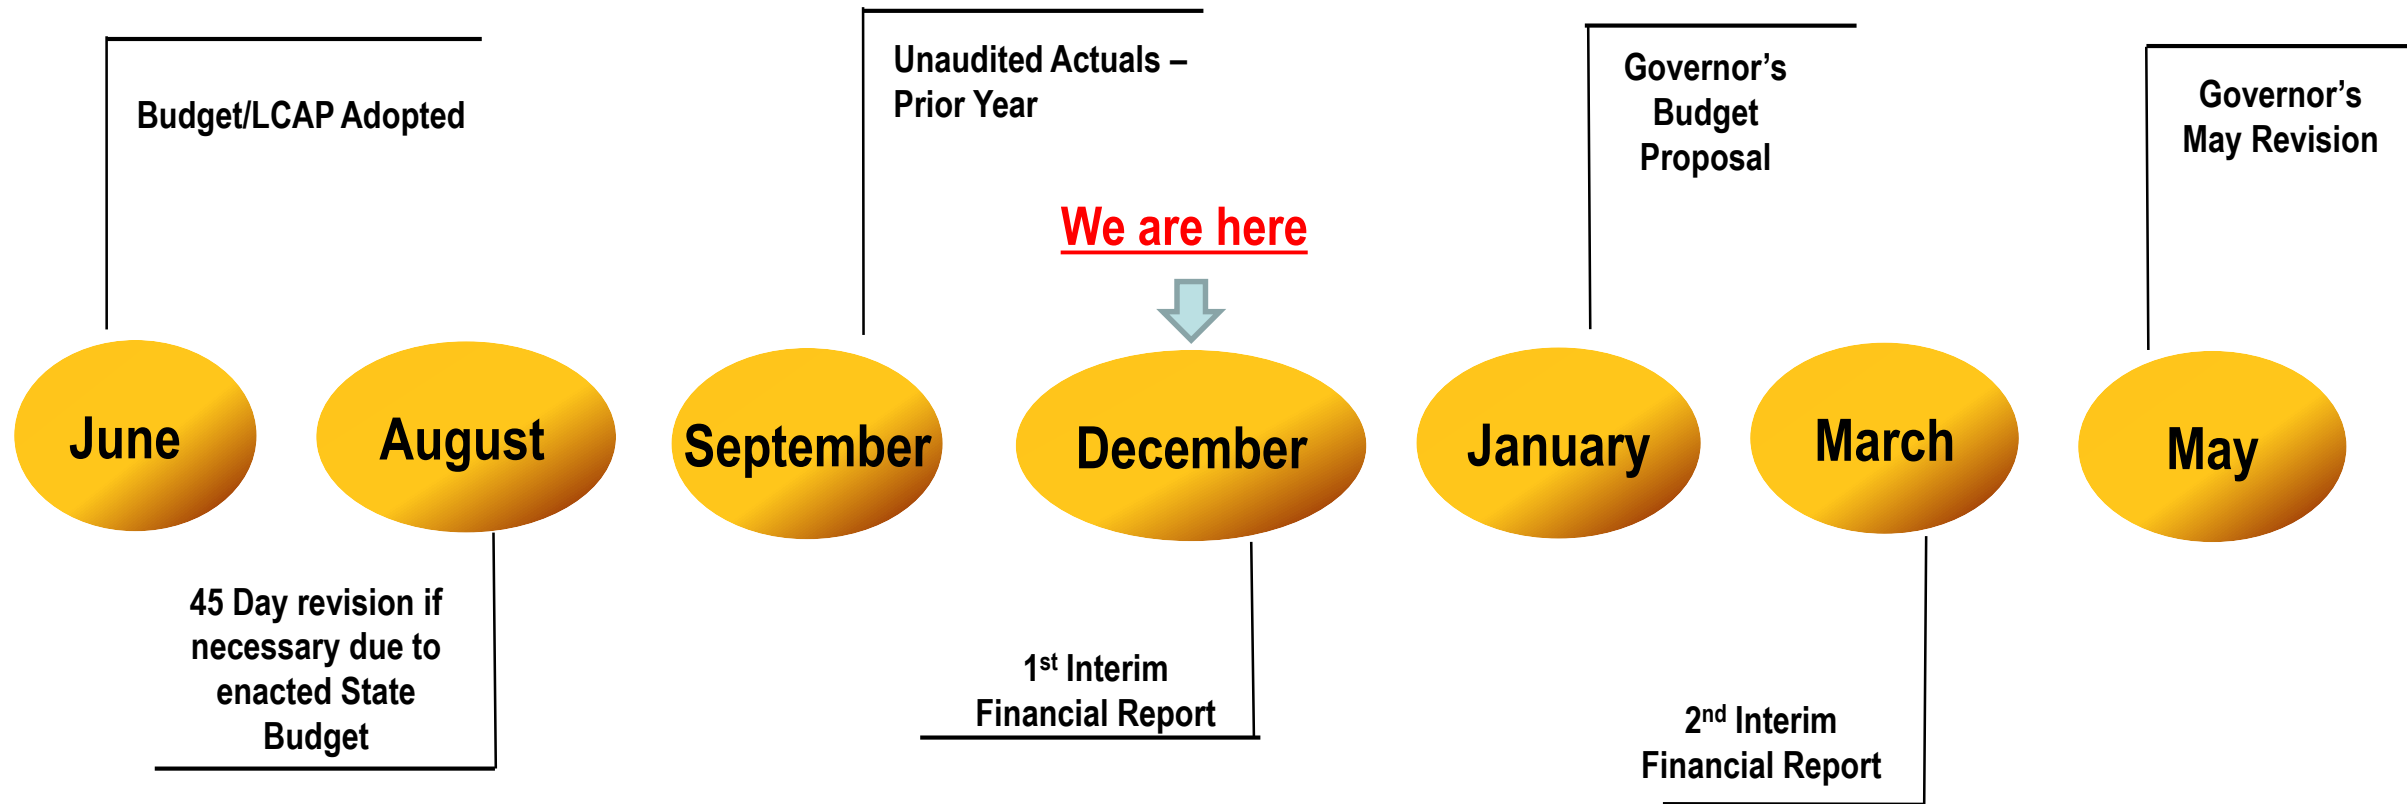 Budget/LCAP Adopted
Unaudited Actuals –
Prior Year
Governor’s
Budget
Proposal
Governor’s
May Revision
We are here
June
August
September
December
January
March
May
45 Day revision if
necessary due to
enacted State
Budget
1st Interim
Financial Report
2nd Interim
Financial Report